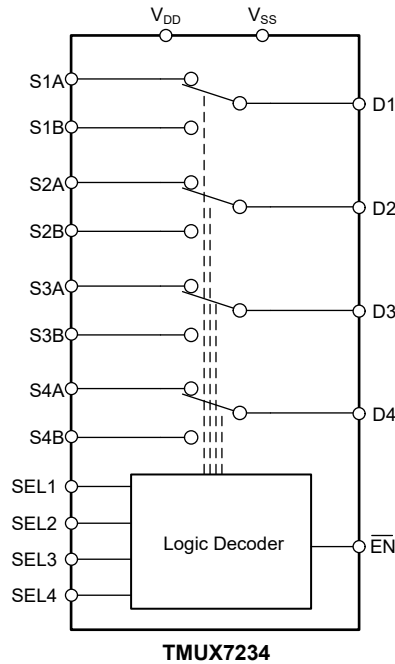 VDD VSS
S1A
D1
S1B
S2A
D2
S2B
S3A
D3
S3B
S4A
D4
S4B
SEL1
SEL2
Logic Decoder
EN
SEL3
SEL4
TMUX7234